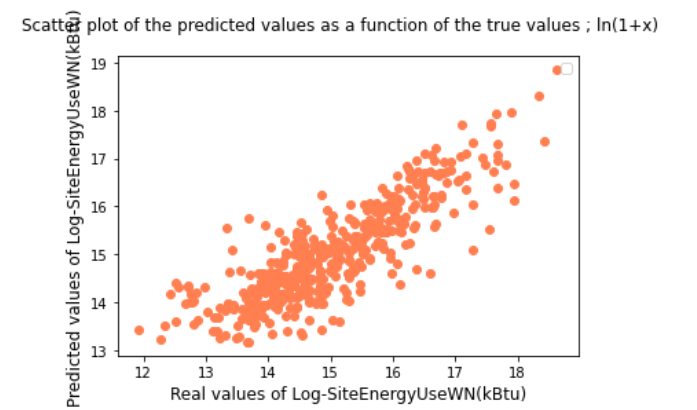 Scatter plot of the predicted values as a function of the true values ; ln(1+x)
Predicted values of Log-SiteEnergyUseWN(kBtu)
19
18
17
16
15
14
13
12 13 14 15 16 17 18
Real values of Log-SiteEnergyUseWN(kBtu)